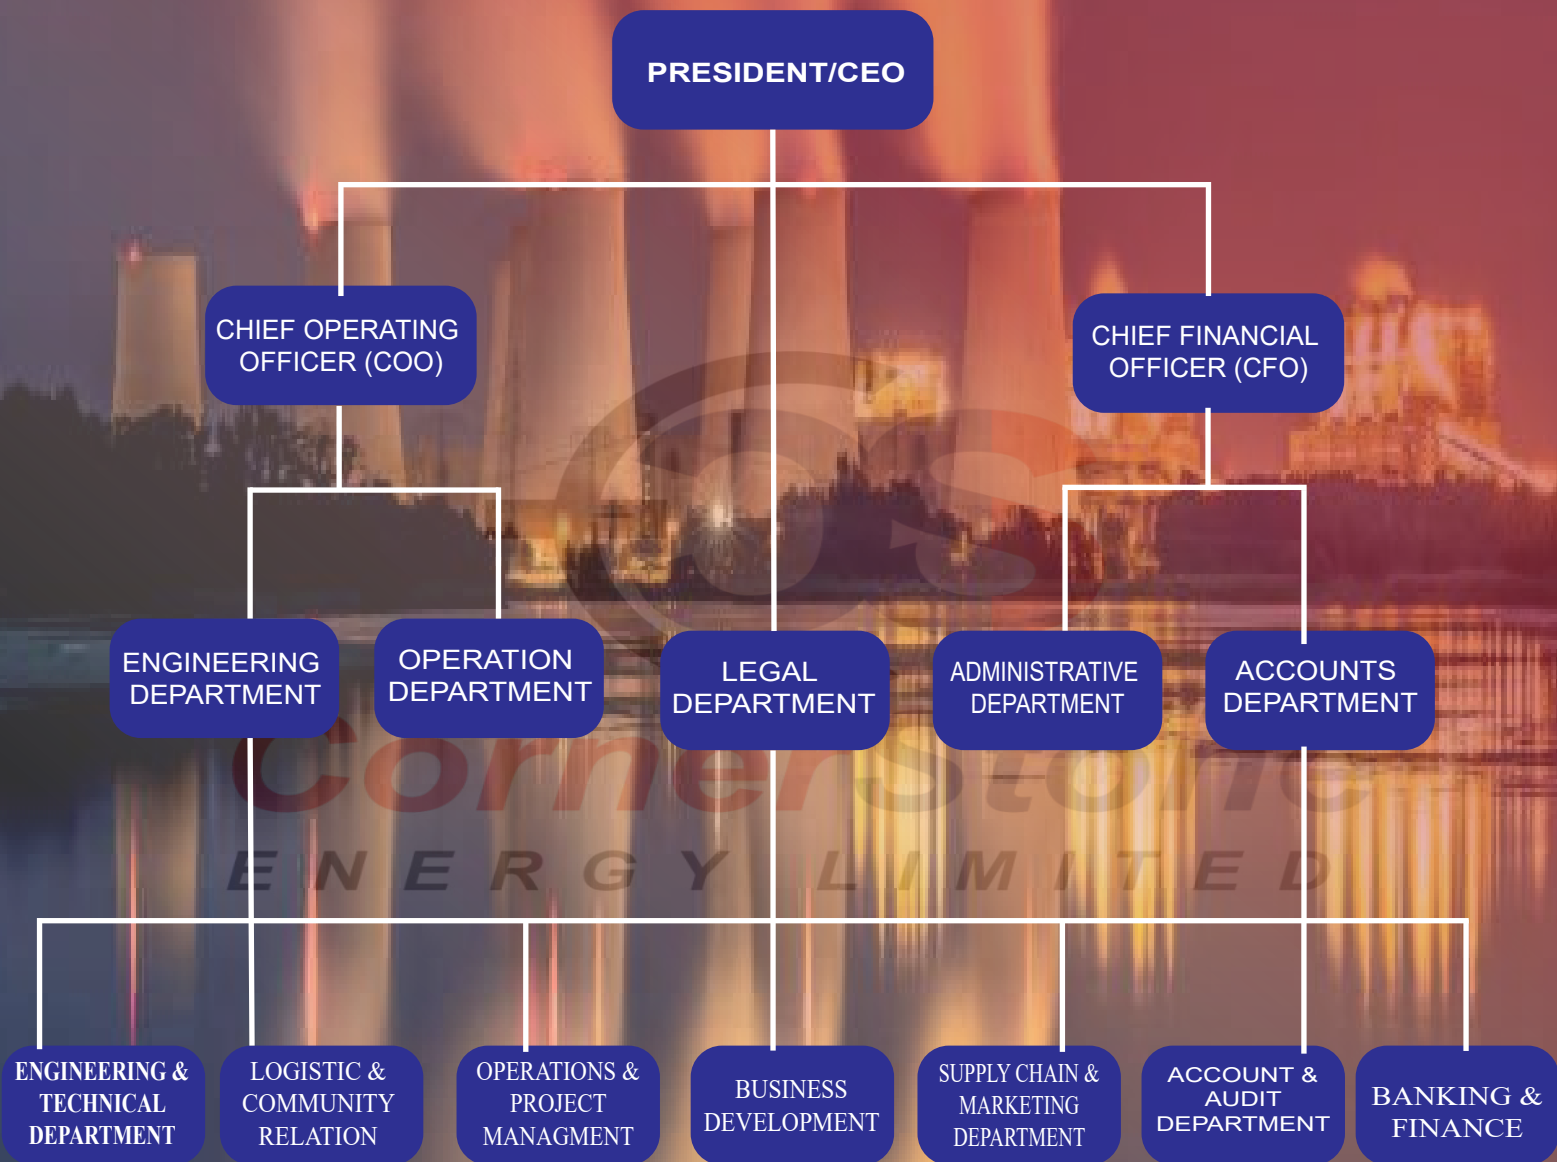 PRESIDENT/CEO
CHIEF OPERATING
OFFICER (COO)
CHIEF FINANCIAL
OFFICER (CFO)
ENGINEERING
DEPARTMENT
OPERATION
DEPARTMENT
LEGAL
DEPARTMENT
ADMINISTRATIVE
DEPARTMENT
ACCOUNTS
DEPARTMENT
CornerStone
ENERGY LIMITED
ENGINEERING &
TECHNICAL
DEPARTMENT
LOGISTIC &
COMMUNITY
RELATION
OPERATIONS &
PROJECT
MANAGMENT
BUSINESS
DEVELOPMENT
SUPPLY CHAIN &
MARKETING
DEPARTMENT
ACCOUNT &
AUDIT
DEPARTMENT
BANKING &
FINANCE